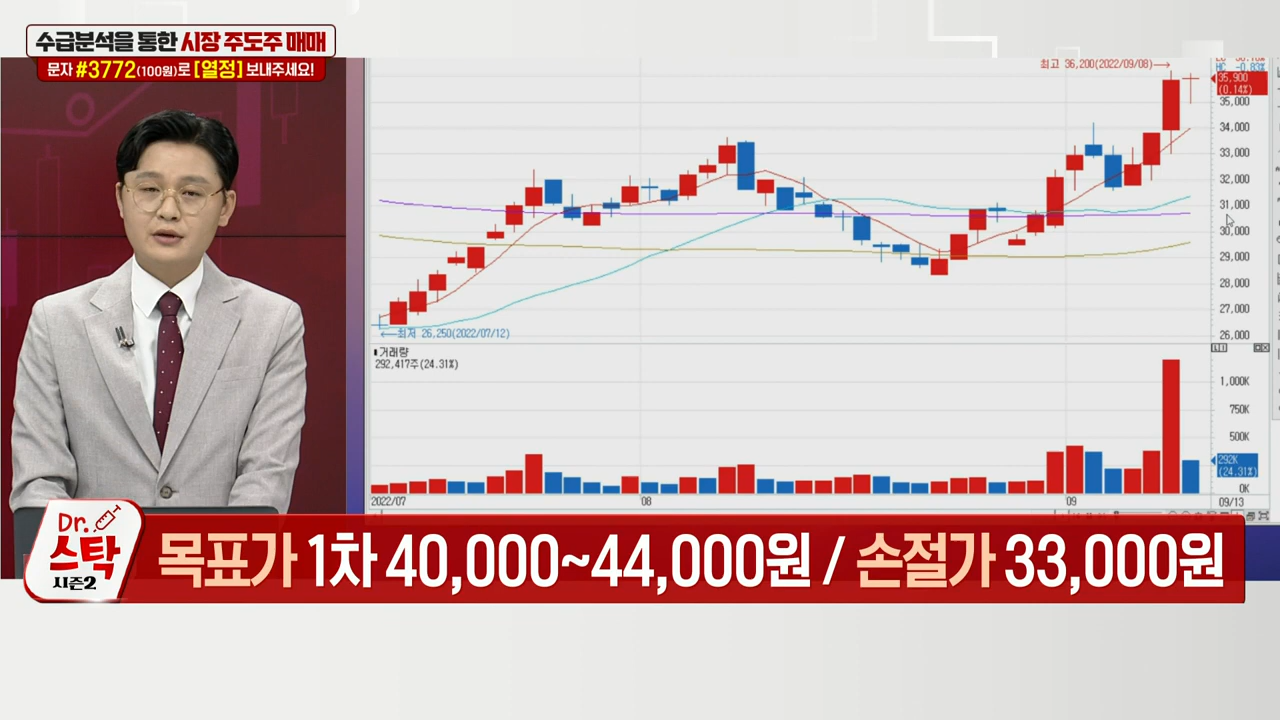 수급분석을 통한 시장 주도주 매매
문자 #3772(100원)로 [열정] 보내주세요!
최고 36,200(2022/09/08)→
HC -0.83%
35,900
(0.14%)
35,000
34,000
33,000
32,000
31,000
30,000
29,000
28,000
27,000
26,000
←최저 26,250(2022/07/12)
거래량
292,417주(24.31%)
1,000K
750K
500K
292K
(24.31%)
0K
2022/07
08
09
09/13
Dr.
스탁
시즌2
목표가 1차 40,000~44,000원 / 손절가 33,000원